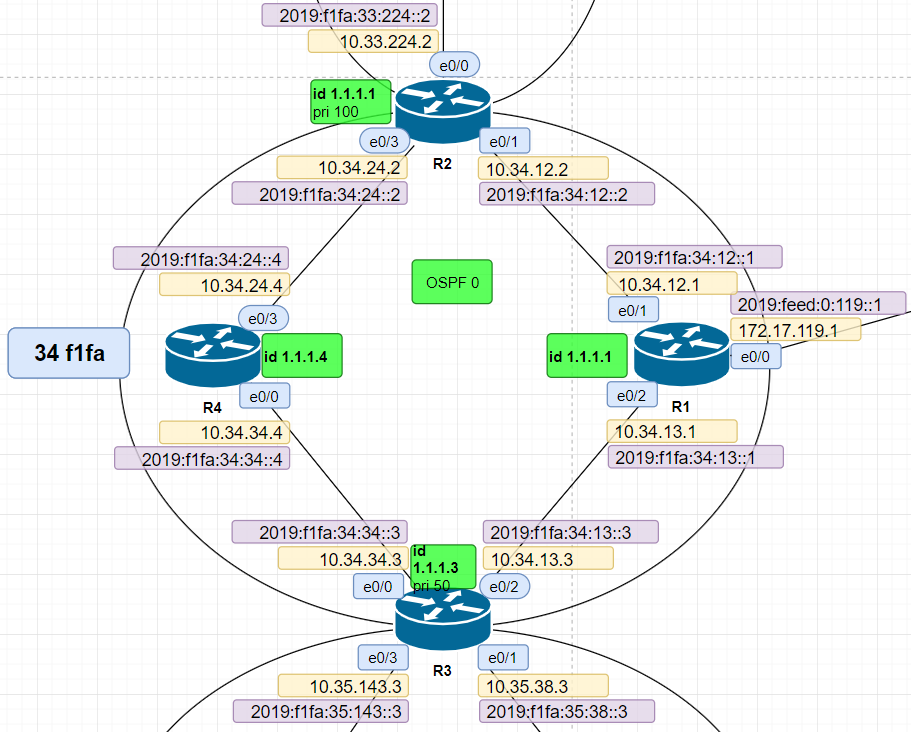 2019:f1fa:33:224::2
10.33.224.2
e0/0
id 1.1.1.1
pri 100
e0/3
e0/1
R2
10.34.24.2
10.34.12.2
2019:f1fa:34:24::2
2019:f1fa:34:12::2
2019:f1fa:34:24::4
2019:f1fa:34:12::1
10.34.24.4
OSPF 0
10.34.12.1
2019:feed:0:119::1
e0/3
e0/1
172.17.119.1
34 f1fa
id 1.1.1.4
id 1.1.1.1
e0/0
e0/0
e0/2
R4
R1
10.34.34.4
10.34.13.1
2019:f1fa:34:34::4
2019:f1fa:34:13::1
2019:f1fa:34:34::3
2019:f1fa:34:13::3
10.34.34.3
id
1.1.1.3
pri 50
10.34.13.3
e0/0
e0/2
e0/3
R3
e0/1
10.35.143.3
10.35.38.3
2019:f1fa:35:143::3
2019:f1fa:35:38::3